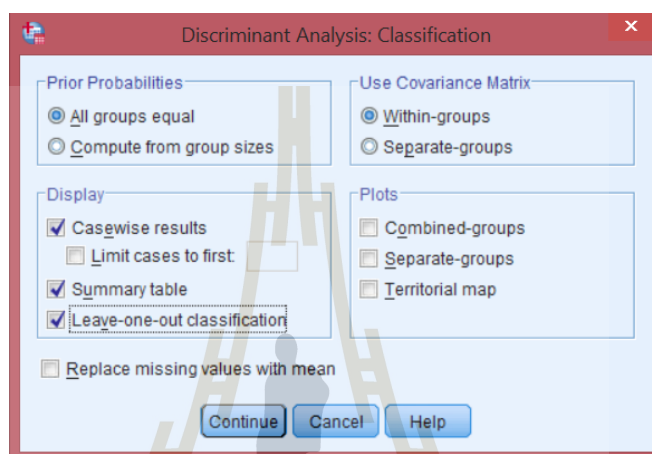 Discriminant Analysis: Classification
Prior Probabilities
All groups equal
Compute from group sizes
Use Covariance Matrix
Within-groups
Separate-groups
Display
Casewise results
Limit cases to first:
Summary table
Leave-one-out classification
Plots
Combined-groups
Separate-groups
Territorial map
Replace missing values with mean
Continue
Cancel
Help